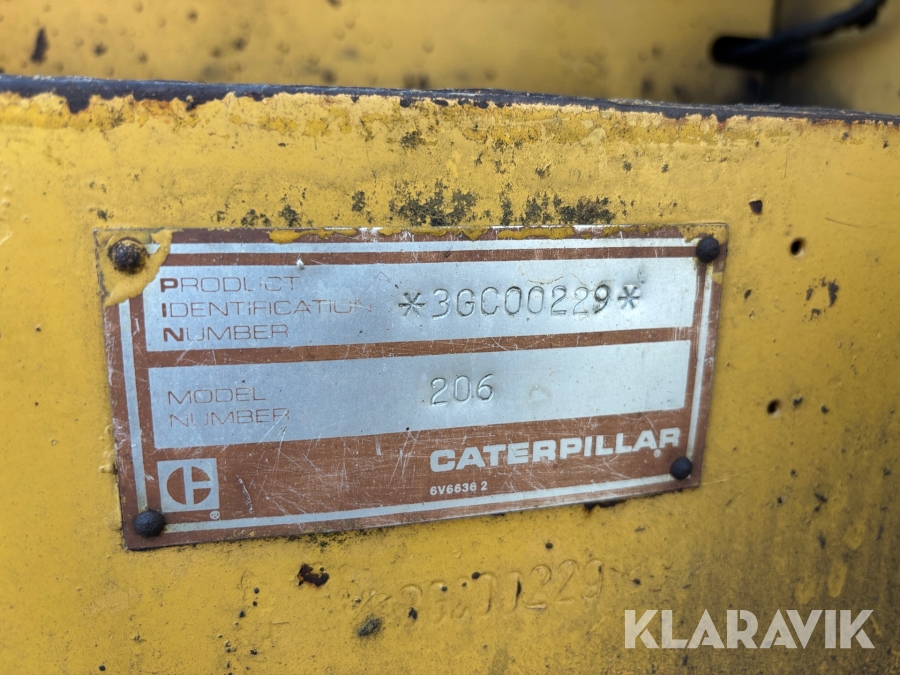 PRODUCT
IDENTIFICATION
NUMBER
*3GC00229*
MODEL
NUMBER
206
CATERPILLAR
6V6636 2
KLARAVIK